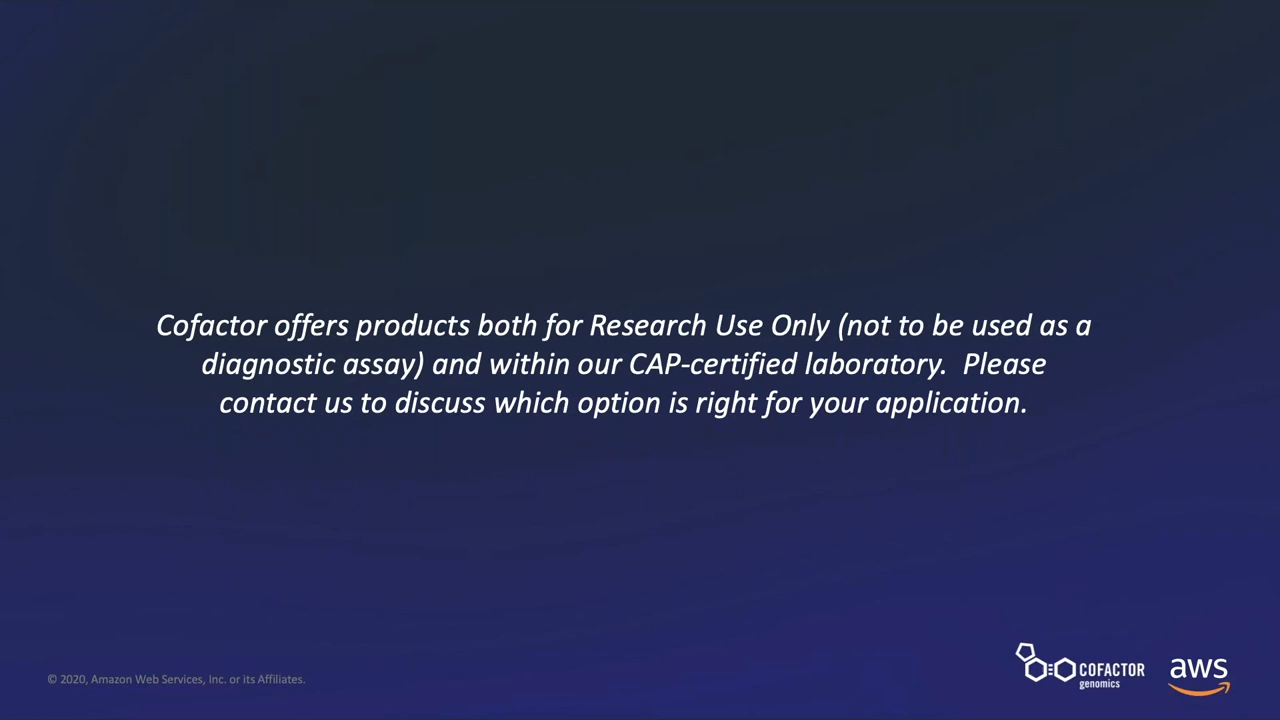 Cofactor offers products both for Research Use Only (not to be used as a
diagnostic assay) and within our CAP-certified laboratory.  Please
contact us to discuss which option is right for your application.
© 2020, Amazon Web Services, Inc. or its Affiliates.
COFACTOR
genomics
aws